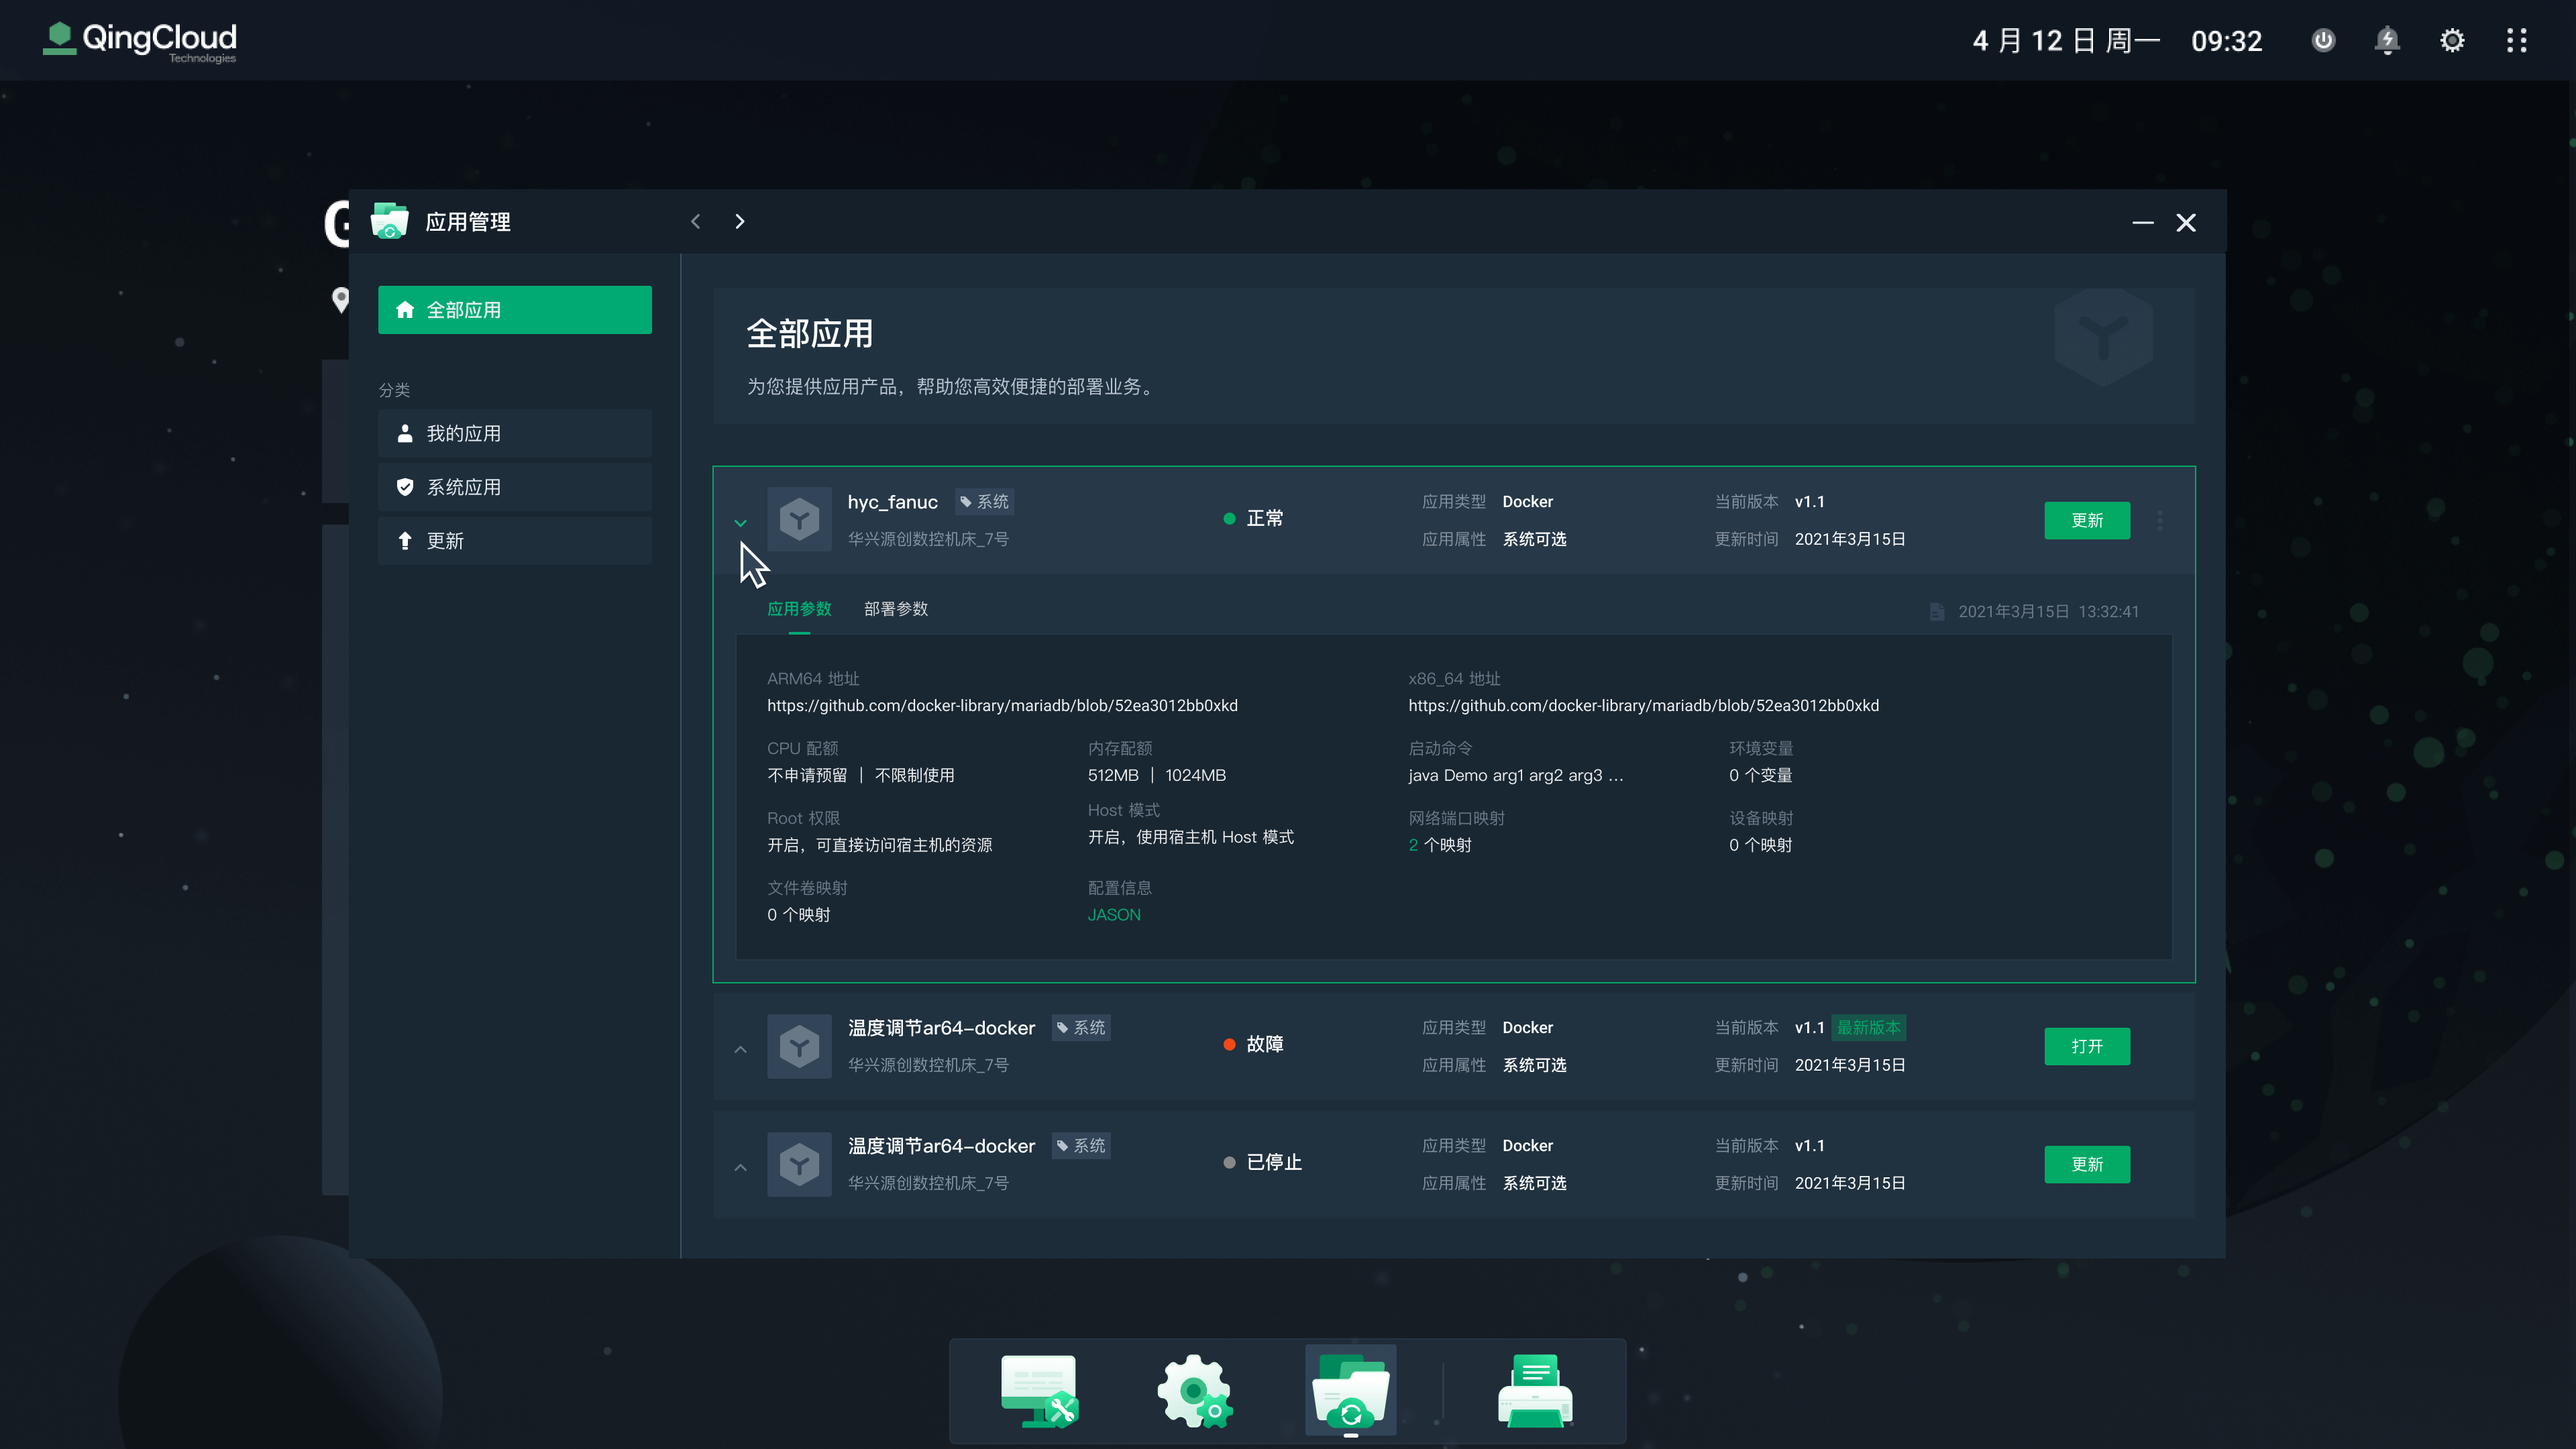 QingCloud
Technologies
4 月 12 日 周一 09:32
G
应用管理
全部应用
分类
我的应用
系统应用
更新
全部应用
为您提供应用产品，帮助您高效便捷的部署业务。
hyc_fanuc 系统
华兴源创数控机床_7号
正常
应用类型 Docker
应用属性 系统可选
当前版本 v1.1
更新时间 2021年3月15日
更新
应用参数 部署参数
2021年3月15日 13:32:41
ARM64 地址
https://github.com/docker-library/mariadb/blob/52ea3012bb0xkd
x86_64 地址
https://github.com/docker-library/mariadb/blob/52ea3012bb0xkd
CPU 配额
不申请预留 | 不限制使用
内存配额
512MB | 1024MB
启动命令
java Demo arg1 arg2 arg3 ...
环境变量
0 个变量
Root 权限
开启，可直接访问宿主机的资源
Host 模式
开启，使用宿主机 Host 模式
网络端口映射
2 个映射
设备映射
0 个映射
文件卷映射
0 个映射
配置信息
JASON
温度调节ar64-docker 系统
华兴源创数控机床_7号
故障
应用类型 Docker
应用属性 系统可选
当前版本 v1.1 最新版本
更新时间 2021年3月15日
打开
温度调节ar64-docker 系统
华兴源创数控机床_7号
已停止
应用类型 Docker
应用属性 系统可选
当前版本 v1.1
更新时间 2021年3月15日
更新